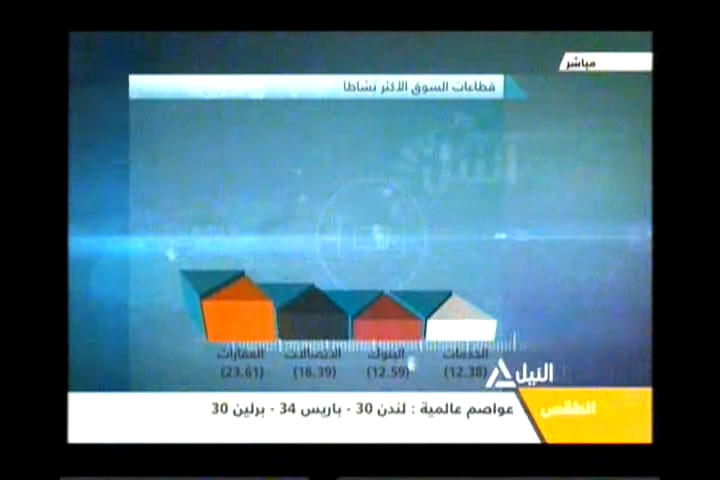 مباشر
قطاعات السوق الأكثر نشاطا
الخدمات البنوك الاتصالات العقارات
(12.38) (12.59) (16.39) (23.61)
النيل
الطقس
عواصم عالمية : لندن 30 - باريس 34 - برلين 30